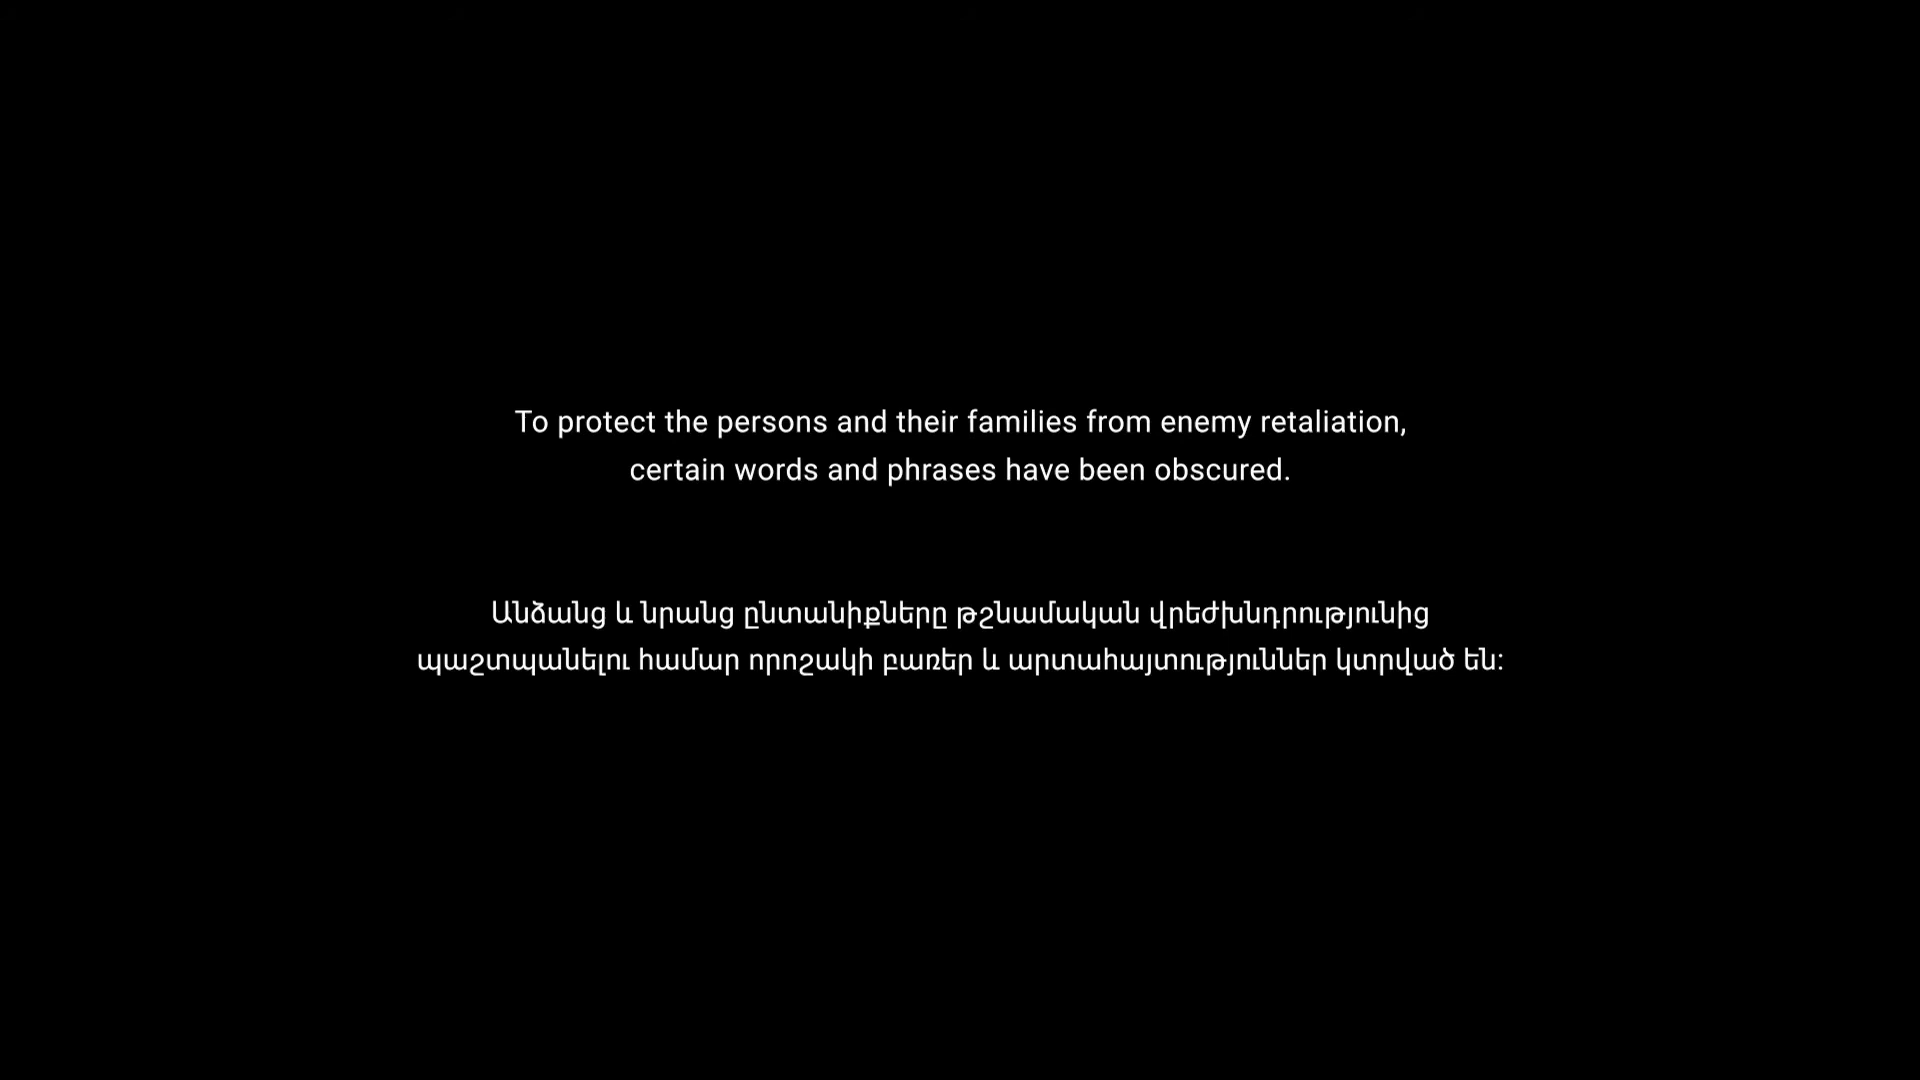 To protect the persons and their families from enemy retaliation,
certain words and phrases have been obscured.
Անձանց և նրանց ընտանիքները թշնամական վրեժխնդրությունից
պաշտպանելու համար որոշակի բառեր և արտահայտություններ կտրված են: